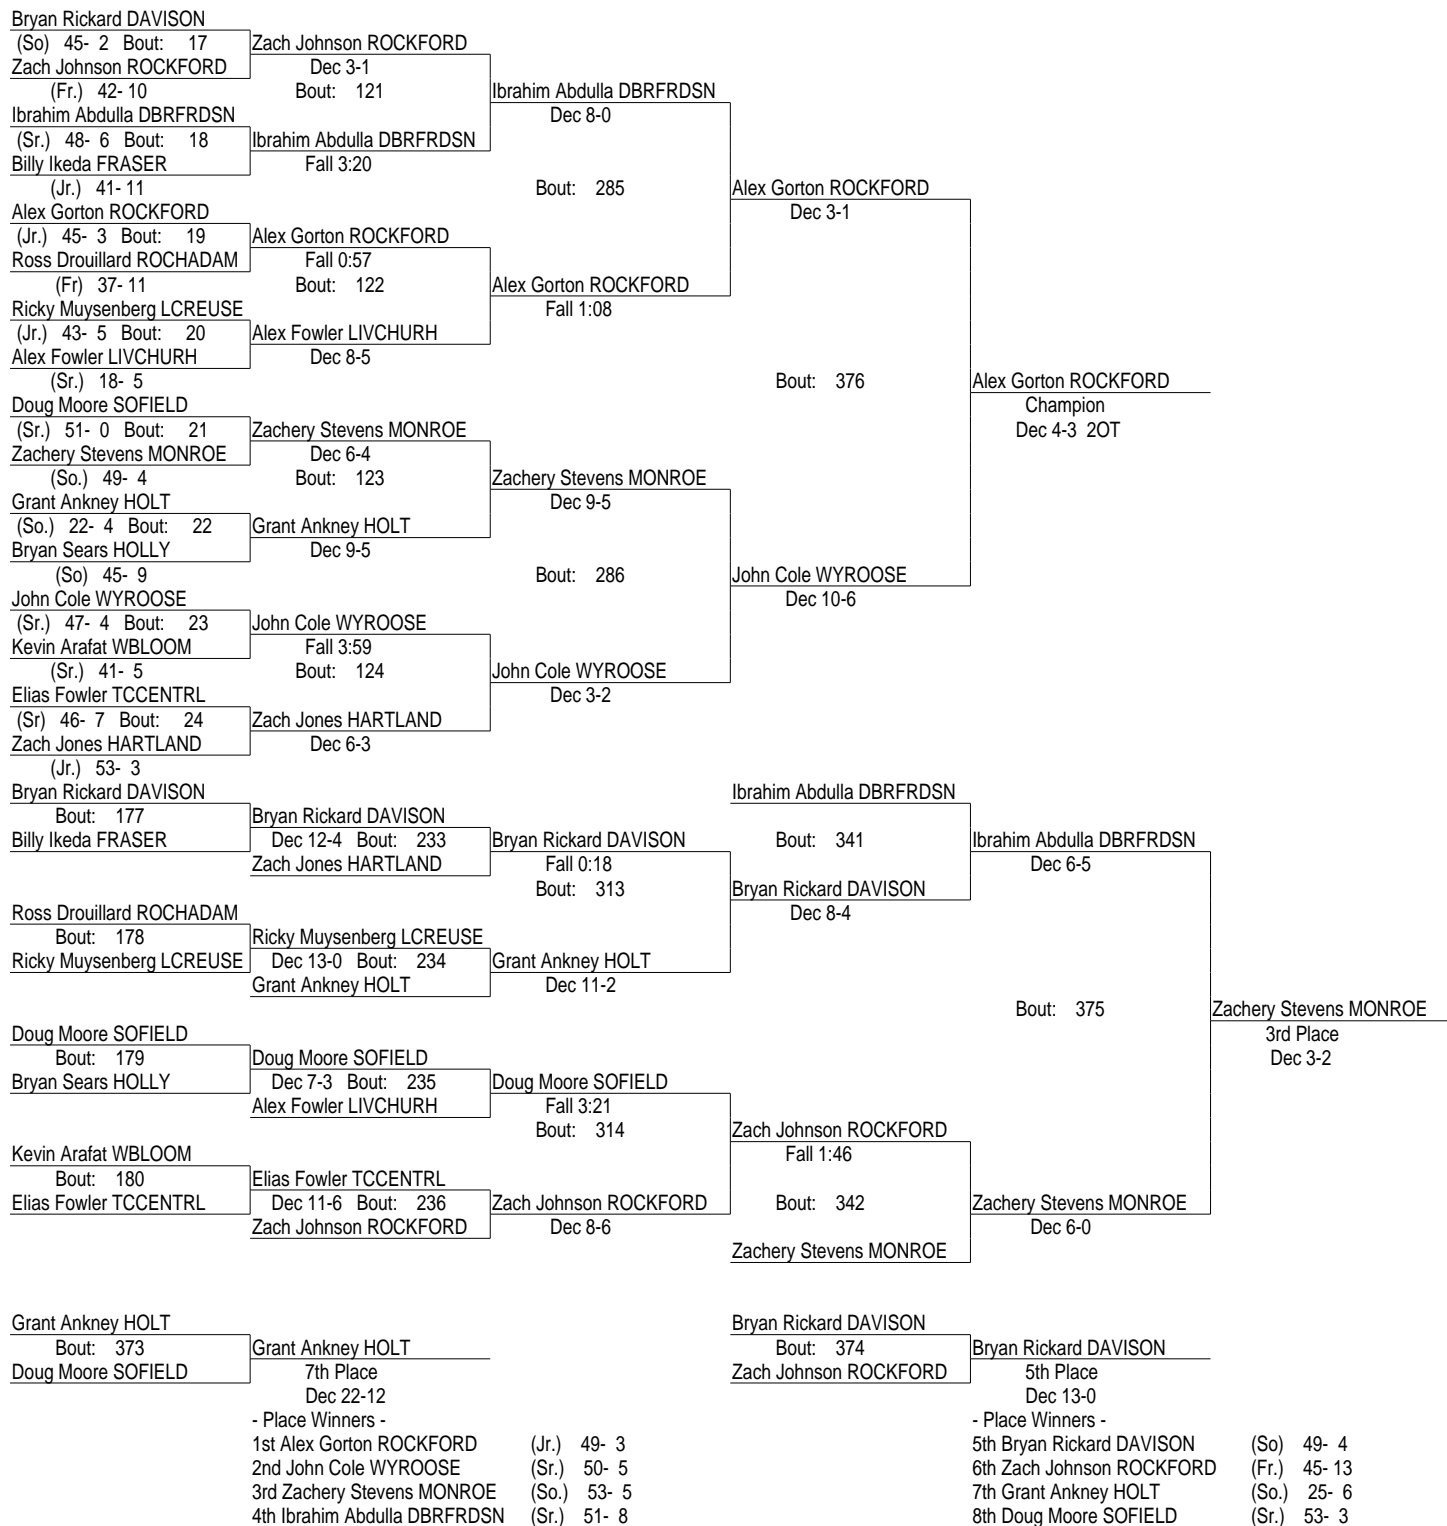 Bryan Rickard DAVISON
(So) 45- 2 Bout: 17 Zach Johnson ROCKFORD
Zach Johnson ROCKFORD Dec 3-1
(Fr.) 42- 10 Bout: 121 Ibrahim Abdulla DBRFRDSN
Ibrahim Abdulla DBRFRDSN Dec 8-0
(Sr.) 48- 6 Bout: 18 Ibrahim Abdulla DBRFRDSN
Billy Ikeda FRASER Fall 3:20
(Jr.) 41- 11 Bout: 285 Alex Gorton ROCKFORD
Alex Gorton ROCKFORD Dec 3-1
(Jr.) 45- 3 Bout: 19 Alex Gorton ROCKFORD
Ross Drouillard ROCHADAM Fall 0:57
(Fr) 37- 11 Bout: 122 Alex Gorton ROCKFORD
Ricky Muysenberg LCREUSE Fall 1:08
(Jr.) 43- 5 Bout: 20 Alex Fowler LIVCHURH
Alex Fowler LIVCHURH Dec 8-5
(Sr.) 18- 5 Bout: 376 Alex Gorton ROCKFORD
Doug Moore SOFIELD Champion
(Sr.) 51- 0 Bout: 21 Zachery Stevens MONROE Dec 4-3 2OT
Zachery Stevens MONROE Dec 6-4
(So.) 49- 4 Bout: 123 Zachery Stevens MONROE
Grant Ankney HOLT Dec 9-5
(So.) 22- 4 Bout: 22 Grant Ankney HOLT
Bryan Sears HOLLY Dec 9-5
(So) 45- 9 Bout: 286 John Cole WYROOSE
John Cole WYROOSE Dec 10-6
(Sr.) 47- 4 Bout: 23 John Cole WYROOSE
Kevin Arafat WBLOOM Fall 3:59
(Sr.) 41- 5 Bout: 124 John Cole WYROOSE
Elias Fowler TCCENTRL Dec 3-2
(Sr) 46- 7 Bout: 24 Zach Jones HARTLAND
Zach Jones HARTLAND Dec 6-3
(Jr.) 53- 3
Bryan Rickard DAVISON Ibrahim Abdulla DBRFRDSN
Bout: 177 Bryan Rickard DAVISON
Billy Ikeda FRASER Dec 12-4 Bout: 233 Bryan Rickard DAVISON Bout: 341 Ibrahim Abdulla DBRFRDSN
Zach Jones HARTLAND Fall 0:18 Dec 6-5
Bout: 313 Bryan Rickard DAVISON
Ross Drouillard ROCHADAM Dec 8-4
Bout: 178 Ricky Muysenberg LCREUSE
Ricky Muysenberg LCREUSE Dec 13-0 Bout: 234 Grant Ankney HOLT
Grant Ankney HOLT Dec 11-2
Bout: 375 Zachery Stevens MONROE
Doug Moore SOFIELD 3rd Place
Bout: 179 Doug Moore SOFIELD Dec 3-2
Bryan Sears HOLLY Dec 7-3 Bout: 235 Doug Moore SOFIELD
Alex Fowler LIVCHURH Fall 3:21
Bout: 314 Zach Johnson ROCKFORD
Kevin Arafat WBLOOM Fall 1:46
Bout: 180 Elias Fowler TCCENTRL
Elias Fowler TCCENTRL Dec 11-6 Bout: 236 Zach Johnson ROCKFORD Bout: 342 Zachery Stevens MONROE
Zach Johnson ROCKFORD Dec 8-6 Dec 6-0
Zachery Stevens MONROE
Grant Ankney HOLT Bryan Rickard DAVISON
Bout: 373 Grant Ankney HOLT Bout: 374 Bryan Rickard DAVISON
Doug Moore SOFIELD 7th Place Zach Johnson ROCKFORD 5th Place
Dec 22-12 Dec 13-0
- Place Winners - - Place Winners -
1st Alex Gorton ROCKFORD (Jr.) 49- 3 5th Bryan Rickard DAVISON (So) 49- 4
2nd John Cole WYROOSE (Sr.) 50- 5 6th Zach Johnson ROCKFORD (Fr.) 45- 13
3rd Zachery Stevens MONROE (So.) 53- 5 7th Grant Ankney HOLT (So.) 25- 6
4th Ibrahim Abdulla DBRFRDSN (Sr.) 51- 8 8th Doug Moore SOFIELD (Sr.) 53- 3